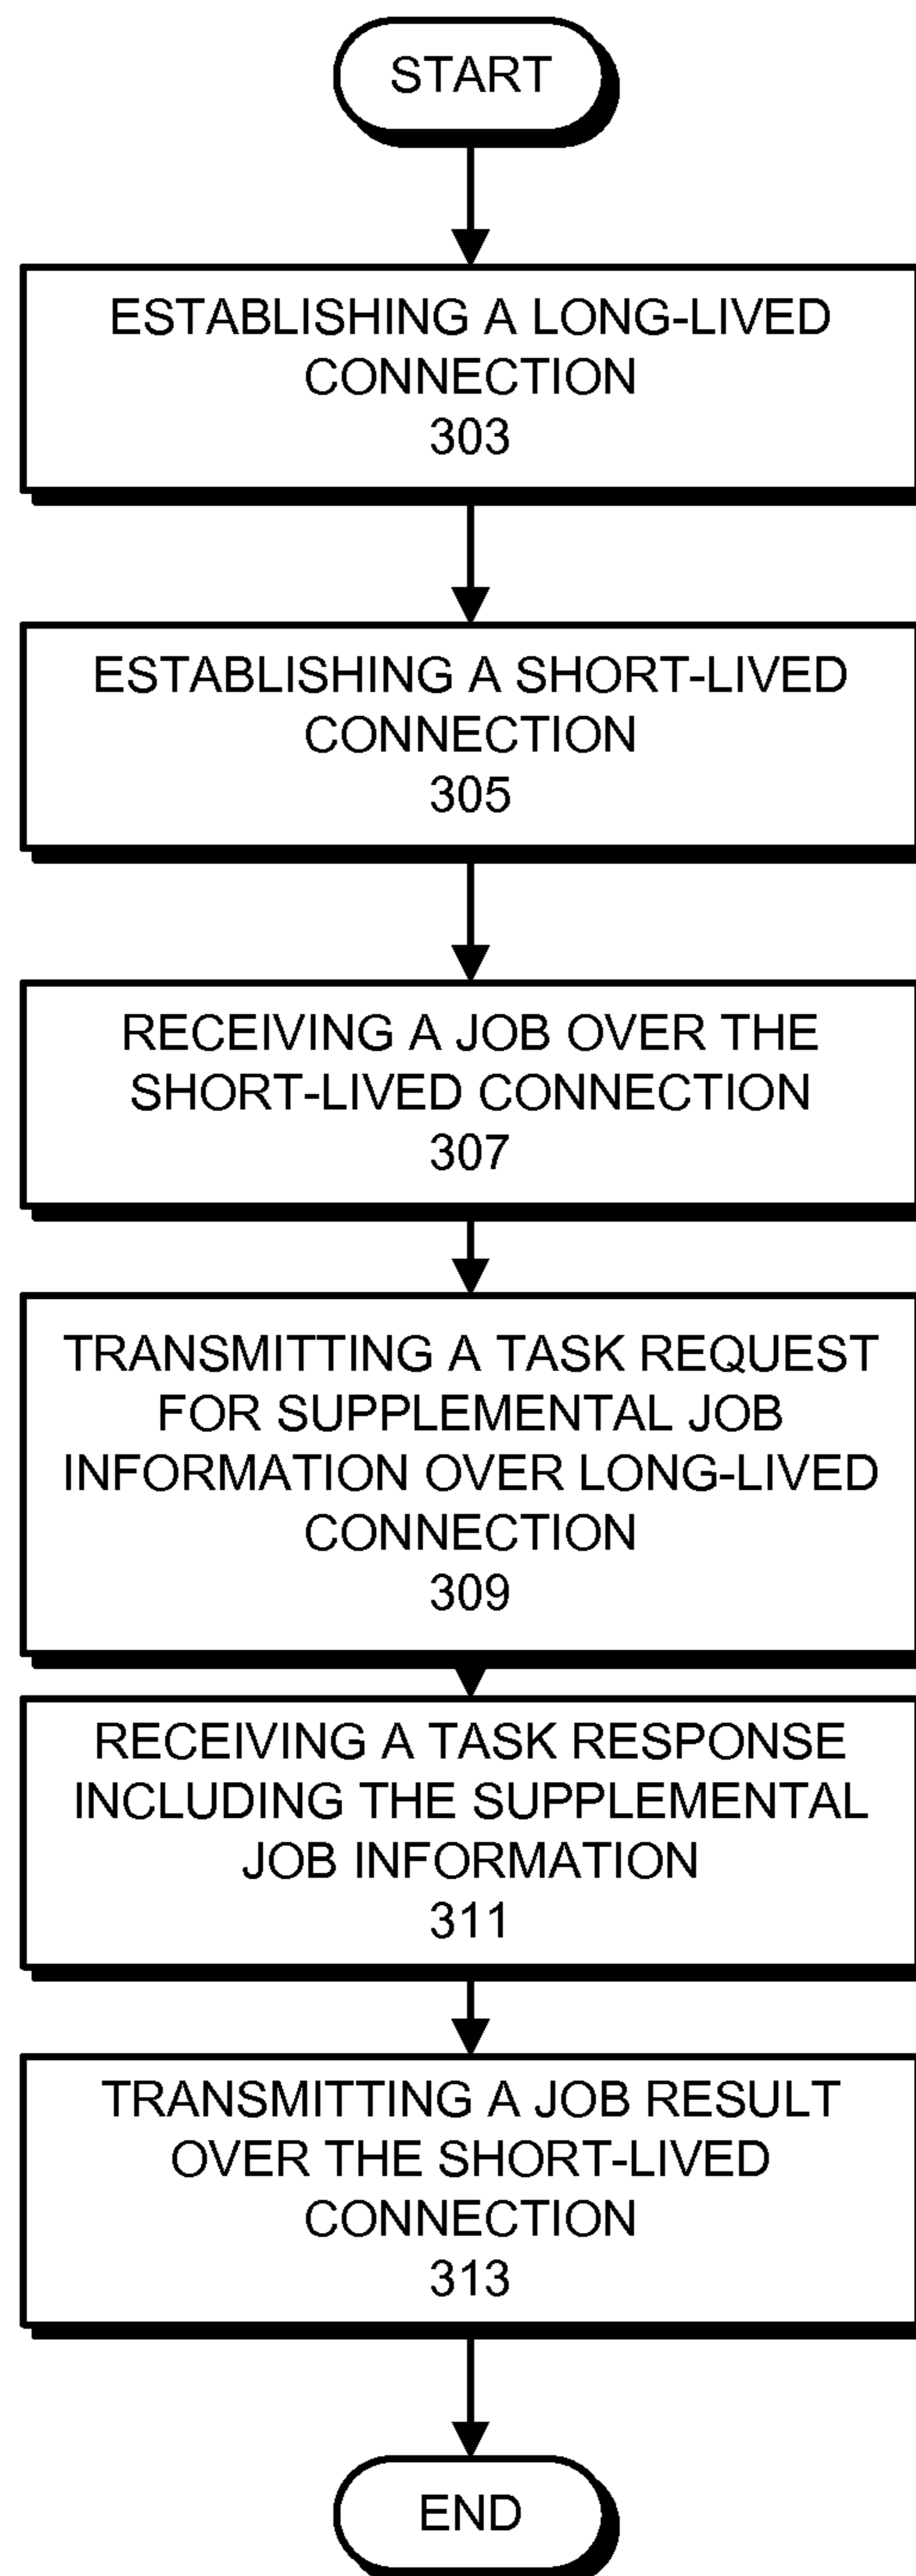 START
ESTABLISHING A LONG-LIVED
CONNECTION
303
ESTABLISHING A SHORT-LIVED
CONNECTION
305
RECEIVING A JOB OVER THE
SHORT-LIVED CONNECTION
307
TRANSMITTING A TASK REQUEST
FOR SUPPLEMENTAL JOB
INFORMATION OVER LONG-LIVED
CONNECTION
309
RECEIVING A TASK RESPONSE
INCLUDING THE SUPPLEMENTAL
JOB INFORMATION
311
TRANSMITTING A JOB RESULT
OVER THE SHORT-LIVED
CONNECTION
313
END